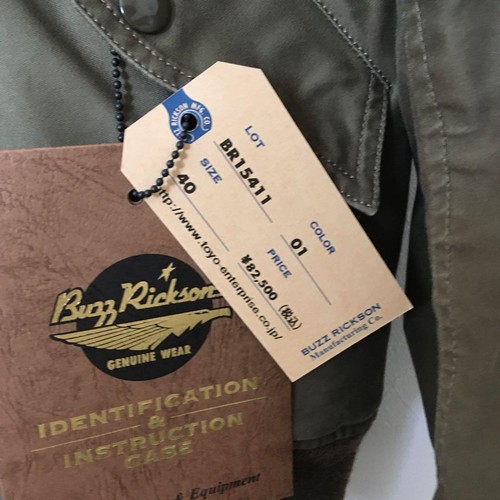 RICKSON MFG. CO.
LOT
BR15411
SIZE
40
COLOR
01
PRICE
¥82,500 (税込)
http://www.toyo-enterprise.co.jp/
BUZZ RICKSON
Manufacturing Co.
Buzz Rickson
GENUINE WEAR
IDENTIFICATION
&
INSTRUCTION
CASE
& Equipment